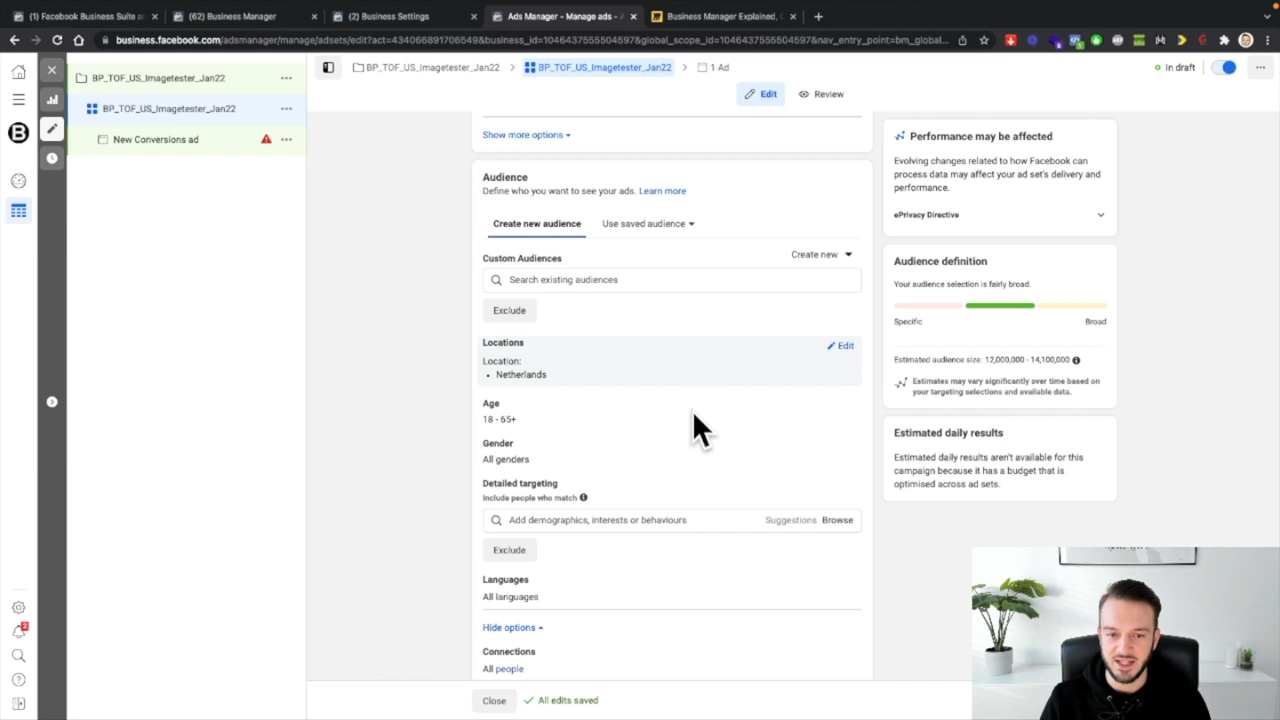 (1) Facebook Business Suite a
(62) Business Manager
(2) Business Settings
Ads Manager - Manage ads - A
Business Manager Explained, C
business.facebook.com/adsmanager/manage/adsets/edit?act=434066891706549&business_id=10464375555045978&global_scope_id=10464375555045978&nav_entry_point=bm_global...
BP_TOF_US_Imagetester_Jan22
BP_TOF_US_Imagetester_Jan22
New Conversions ad
BP_TOF_US_Imagetester_Jan22
BP_TOF_US_Imagetester_Jan22
1 Ad
In draft
Edit
Review
Show more options
Audience
Define who you want to see your ads. Learn more
Create new audience
Use saved audience
Custom Audiences
Create new
Search existing audiences
Exclude
Locations
Edit
Location:
• Netherlands
Age
18 - 65+
Gender
All genders
Detailed targeting
Include people who match
Add demographics, interests or behaviours
Suggestions
Browse
Exclude
Languages
All languages
Hide options
Connections
All people
Close
All edits saved
Performance may be affected
Evolving changes related to how Facebook can
process data may affect your ad set's delivery and
performance.
ePrivacy Directive
Audience definition
Your audience selection is fairly broad.
Specific
Broad
Estimated audience size: 12,000,000 - 14,100,000
Estimates may vary significantly over time based on
your targeting selections and available data.
Estimated daily results
Estimated daily results aren't available for this
campaign because it has a budget that is
optimised across ad sets.